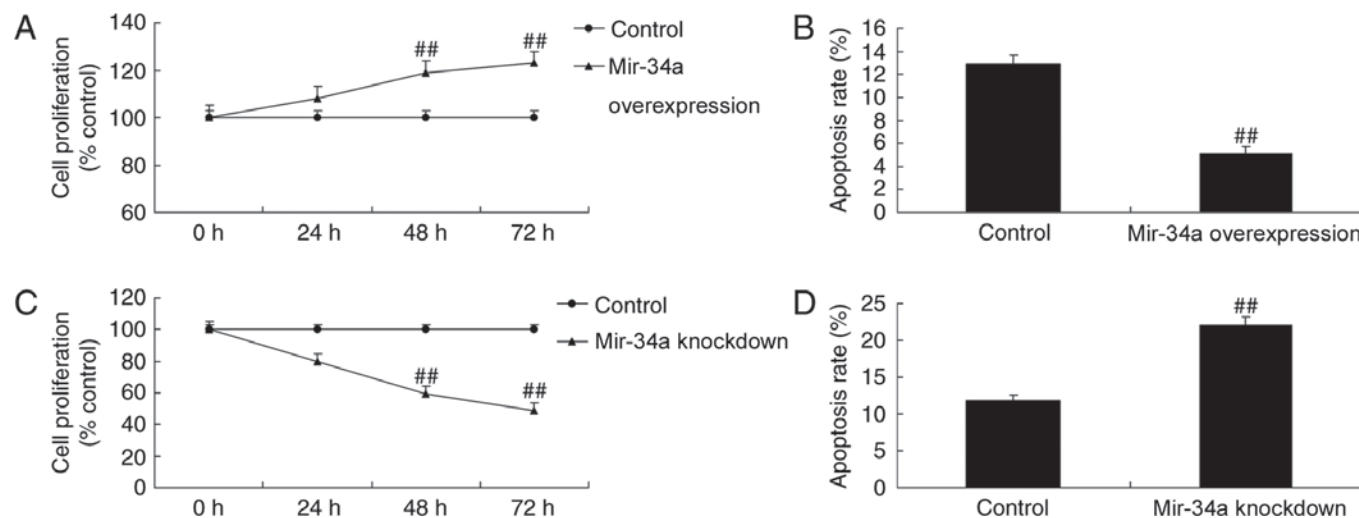 A
Cell proliferation
(% control)
140
120
100
80
60
##
##
0 h
24 h
48 h
72 h
Control
Mir-34a
overexpression
B
Apoptosis rate (%)
16
14
12
10
8
6
4
2
0
##
Control
Mir-34a overexpression
C
Cell proliferation
(% control)
120
100
80
60
40
20
0
##
##
0 h
24 h
48 h
72 h
Control
Mir-34a knockdown
D
Apoptosis rate (%)
25
20
15
10
5
0
##
Control
Mir-34a knockdown